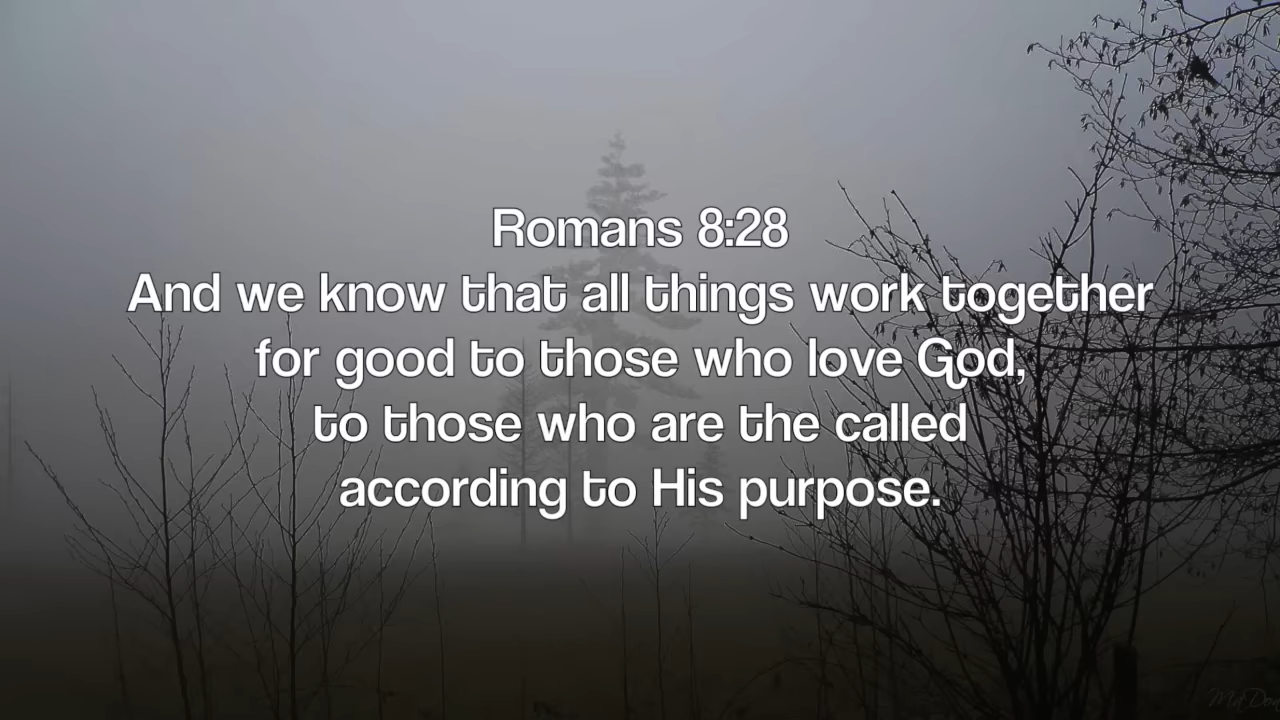 Romans 8:28
And we know that all things work together
for good to those who love God,
to those who are the called
according to His purpose.